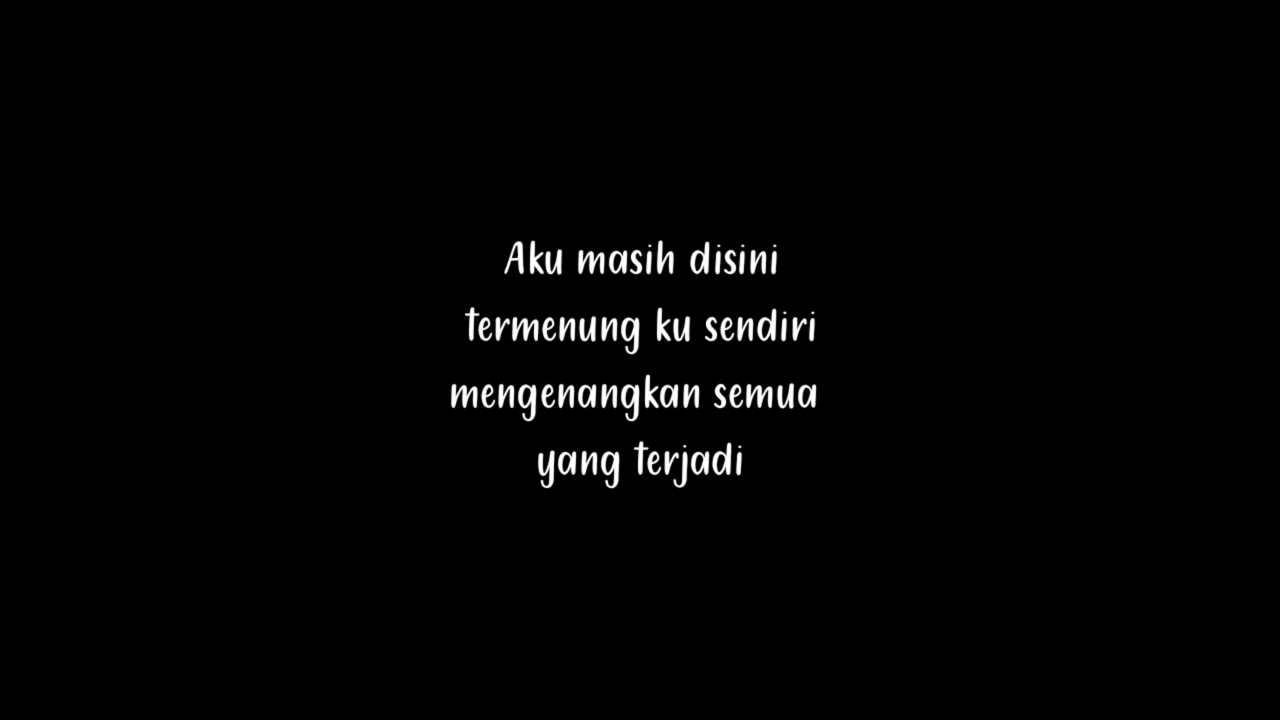 Aku masih disini
termenung ku sendiri
mengenangkan semua
yang terjadi